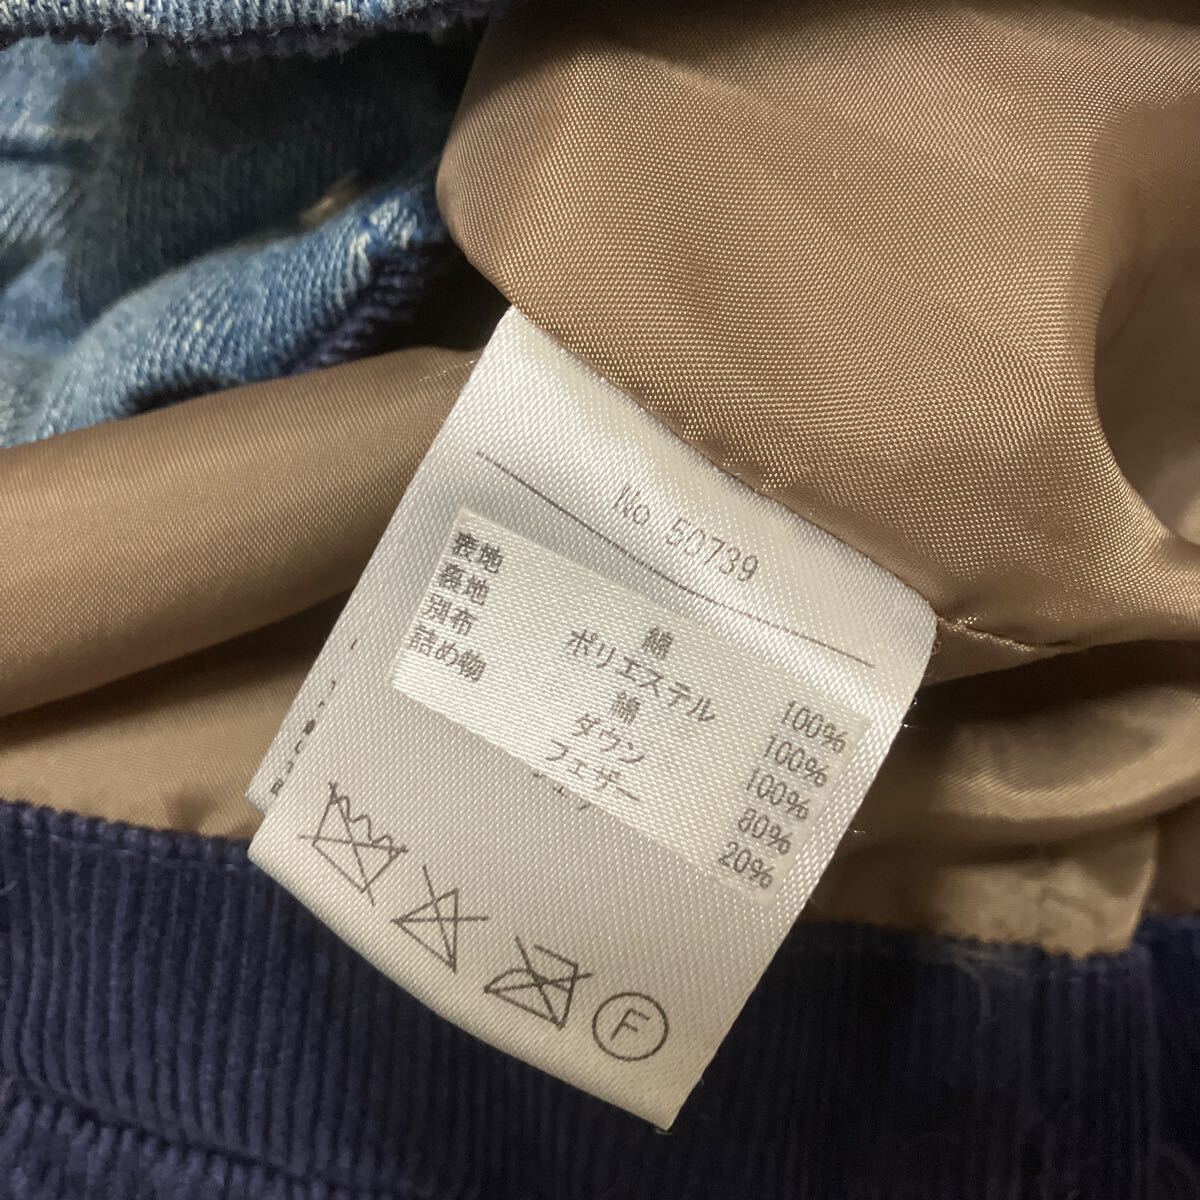 No 50739
表地 綿 100%
裏地 ポリエステル 100%
別布 綿 100%
詰め物 ダウン 80%
フェザー 20%
F